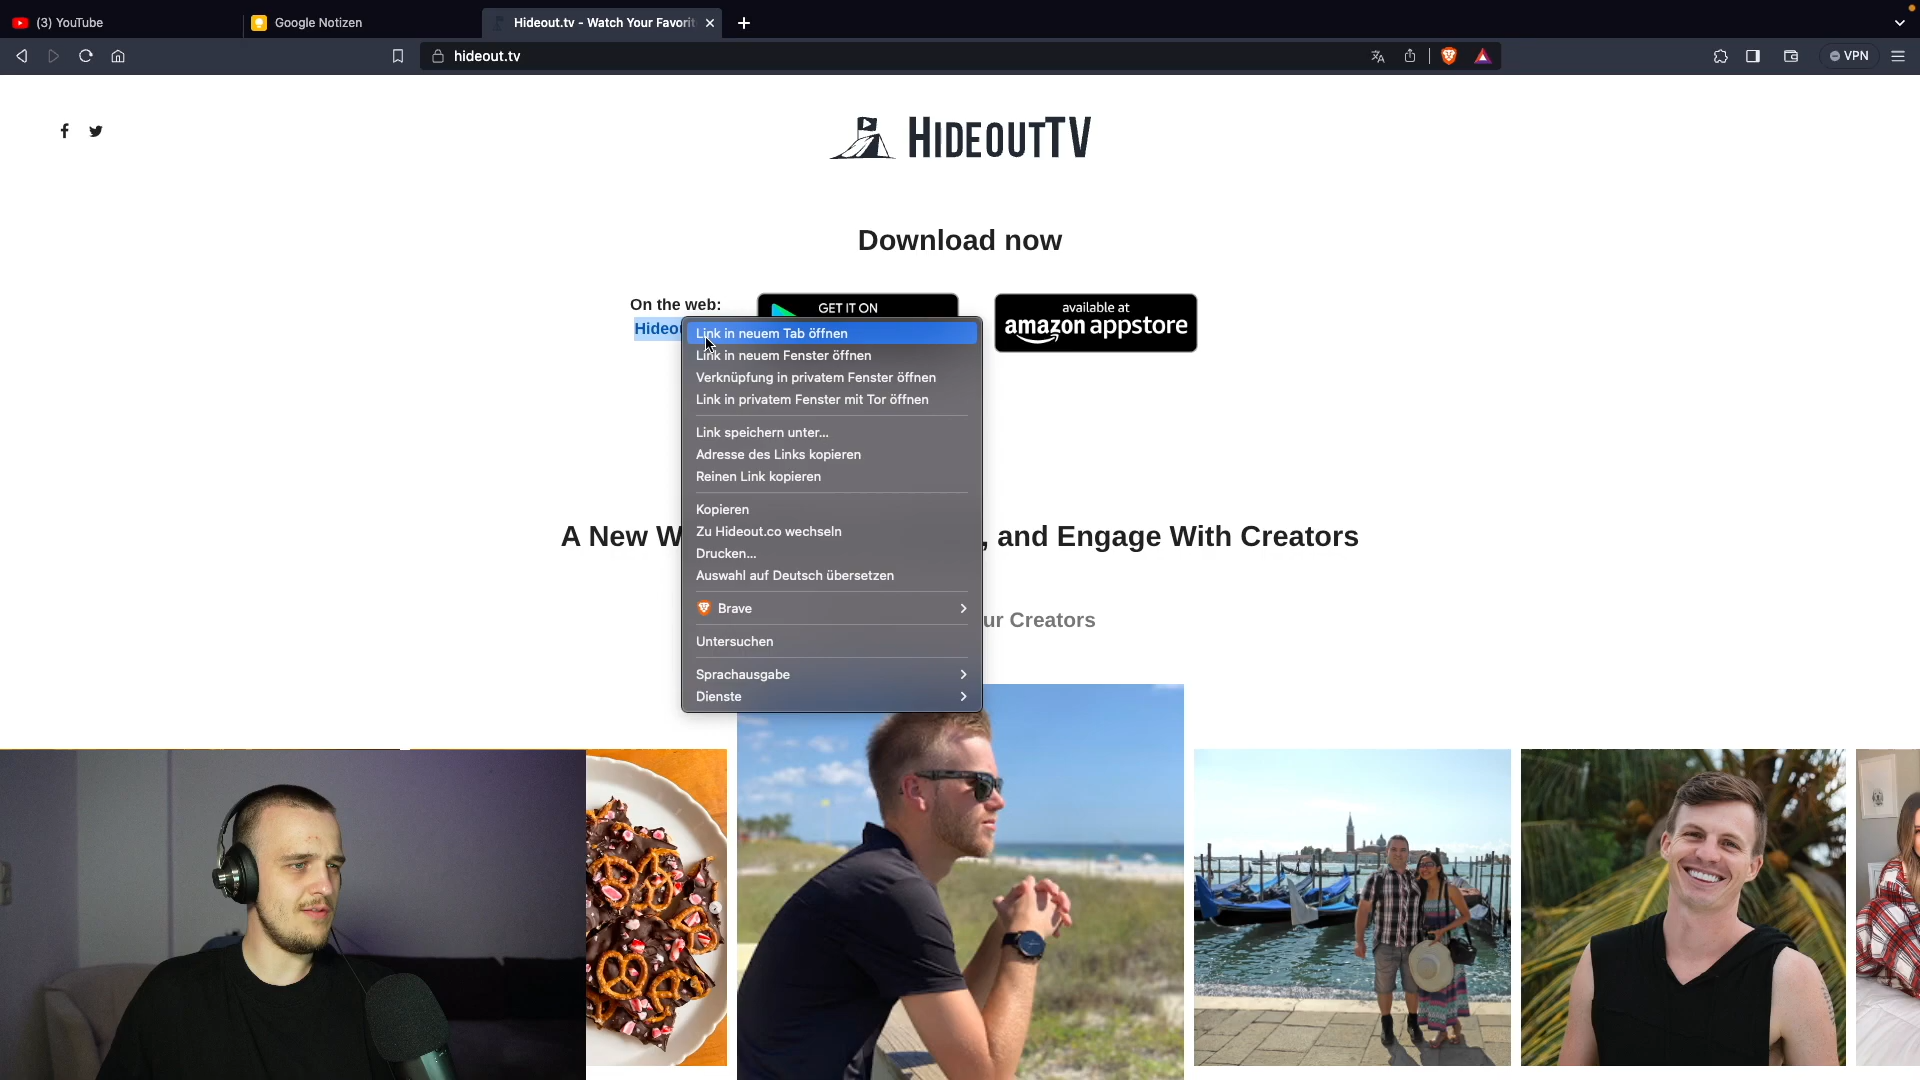 (3) YouTube
Google Notizen
Hideout.tv - Watch Your Favorit
hideout.tv
VPN
HIDEOUTTV
Download now
On the web:
GET IT ON
available at
amazon appstore
Link in neuem Tab öffnen
Link in neuem Fenster öffnen
Verknüpfung in privatem Fenster öffnen
Link in privatem Fenster mit Tor öffnen
Link speichern unter...
Adresse des Links kopieren
Reinen Link kopieren
Kopieren
Zu Hideout.co wechseln
Drucken...
Auswahl auf Deutsch übersetzen
Brave
Untersuchen
Sprachausgabe
Dienste
A New , and Engage With Creators
Creators